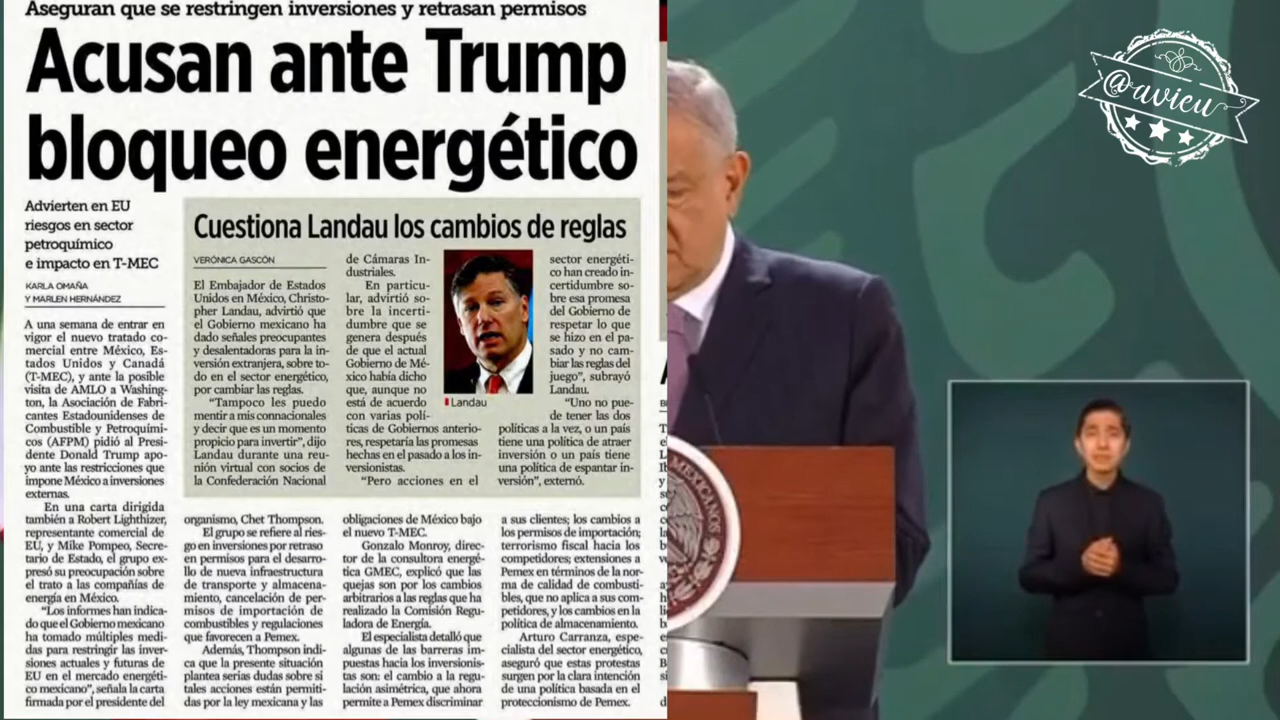 Aseguran que se restringen inversiones y retrasan permisos
Acusan ante Trump
bloqueo energético
Advierten en EU
riesgos en sector
petroquímico
e impacto en T-MEC
KARLA OMAÑA
Y MARLEN HERNÁNDEZ
A una semana de entrar en
vigor el nuevo tratado co-
mercial entre México, Es-
tados Unidos y Canadá
(T-MEC), y ante la posible
visita de AMLO a Washing-
ton, la Asociación de Fabri-
cantes Estadounidenses de
Combustible y Petroquími-
cos (AFPM) pidió al Presi-
dente Donald Trump apo-
yo ante las restricciones que
impone México a inversiones
externas.
En una carta dirigida
también a Robert Lighthizer,
representante comercial de
EU, y Mike Pompeo, Secre-
tario de Estado, el grupo ex-
presó su preocupación sobre
el trato a las compañías de
energía en México.
"Los informes han indica-
do que el Gobierno mexicano
ha tomado múltiples medi-
das para restringir las inver-
siones actuales y futuras de
EU en el mercado energéti-
co mexicano", señala la carta
firmada por el presidente del
Cuestiona Landau los cambios de reglas
VERÓNICA GASCÓN
El Embajador de Estados
Unidos en México, Christo-
pher Landau, advirtió que
el Gobierno mexicano ha
dado señales preocupantes
y desalentadoras para la in-
versión extranjera, sobre to-
do en el sector energético,
por cambiar las reglas.
"Tampoco les puedo
mentir a mis connacionales
y decir que es un momento
propicio para invertir", dijo
Landau durante una reu-
nión virtual con socios de
la Confederación Nacional
de Cámaras In-
dustriales.
En particu-
lar, advirtió so-
bre la incerti-
dumbre que se
genera después
de que el actual
Gobierno de Mé-
xico había dicho
que, aunque no
está de acuerdo
con varias polí-
ticas de Gobiernos anterio-
res, respetaría las promesas
hechas en el pasado a los in-
versionistas.
"Pero acciones en el
Landau
sector energéti-
co han creado in-
certidumbre so-
bre esa promesa
del Gobierno de
respetar lo que
se hizo en el pa-
sado y no cam-
biar las reglas del
juego", subrayó
Landau.
"Uno no pue-
de tener las dos
políticas a la vez, o un país
tiene una política de atraer
inversión o un país tiene
una política de espantar in-
versión", externó.
organismo, Chet Thompson.
El grupo se refiere al ries-
go en inversiones por retraso
en permisos para el desarro-
llo de nueva infraestructura
de transporte y almacena-
miento, cancelación de per-
misos de importación de
combustibles y regulaciones
que favorecen a Pemex.
Además, Thompson indi-
ca que la presente situación
plantea serias dudas sobre si
tales acciones están permiti-
das por la ley mexicana y las
obligaciones de México bajo
el nuevo T-MEC.
Gonzalo Monroy, direc-
tor de la consultora energé-
tica GMEC, explicó que las
quejas son por los cambios
arbitrarios a las reglas que ha
realizado la Comisión Regu-
ladora de Energía.
El especialista detalló que
algunas de las barreras im-
puestas hacia los inversionis-
tas son: el cambio a la regu-
lación asimétrica, que ahora
permite a Pemex discriminar
a sus clientes; los cambios a
los permisos de importación;
terrorismo fiscal hacia los
competidores; extensiones a
Pemex en términos de la nor-
ma de calidad de combusti-
bles, que no aplica a sus com-
petidores, y los cambios en la
política de almacenamiento.
Arturo Carranza, espe-
cialista del sector energético,
aseguró que estas protestas
surgen por la clara intención
de una política basada en el
proteccionismo de Pemex.
MEXICANOS
@avieu